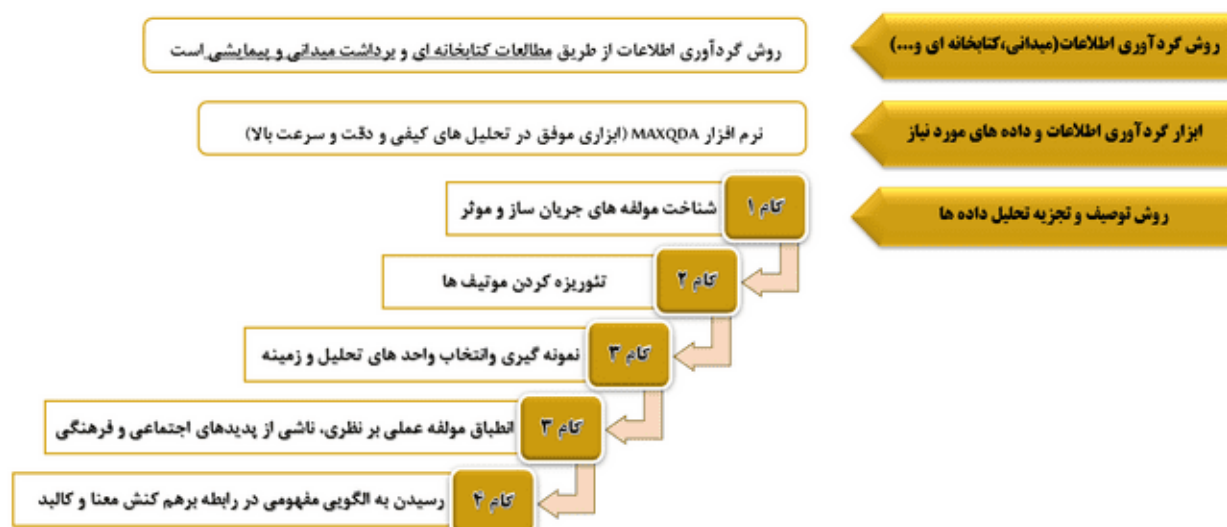 روش گردآوری اطلاعات(میدانی،کتابخانه ای و...)
روش گردآوری اطلاعات از طریق مطالعات کتابخانه ای و برداشت میدانی و پیمایشی است
ابزار گردآوری اطلاعات و داده های مورد نیاز
نرم افزار MAXQDA (ابزاری موفق در تحلیل های کیفی و دقت و سرعت بالا)
روش توصیف و تجزیه تحلیل داده ها
گام ۱
شناخت مولفه های جریان ساز و موثر
گام ۲
تئوریزه کردن موتیف ها
گام ۳
نمونه گیری وانتخاب واحد های تحلیل و زمینه
گام ۳
انطباق مولفه عملی بر نظری، ناشی از پدیدهای اجتماعی و فرهنگی
گام ۴
رسیدن به الگویی مفهومی در رابطه برهم کنش معنا و کالبد